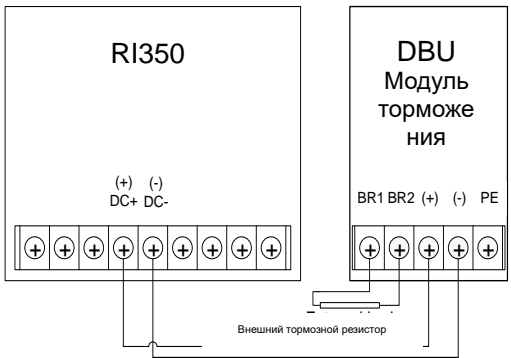 RI350
DBU
Модуль
торможе
ния
(+) (-)
DC+ DC-
BR1 BR2 (+) (-) PE
Внешний тормозной резистор